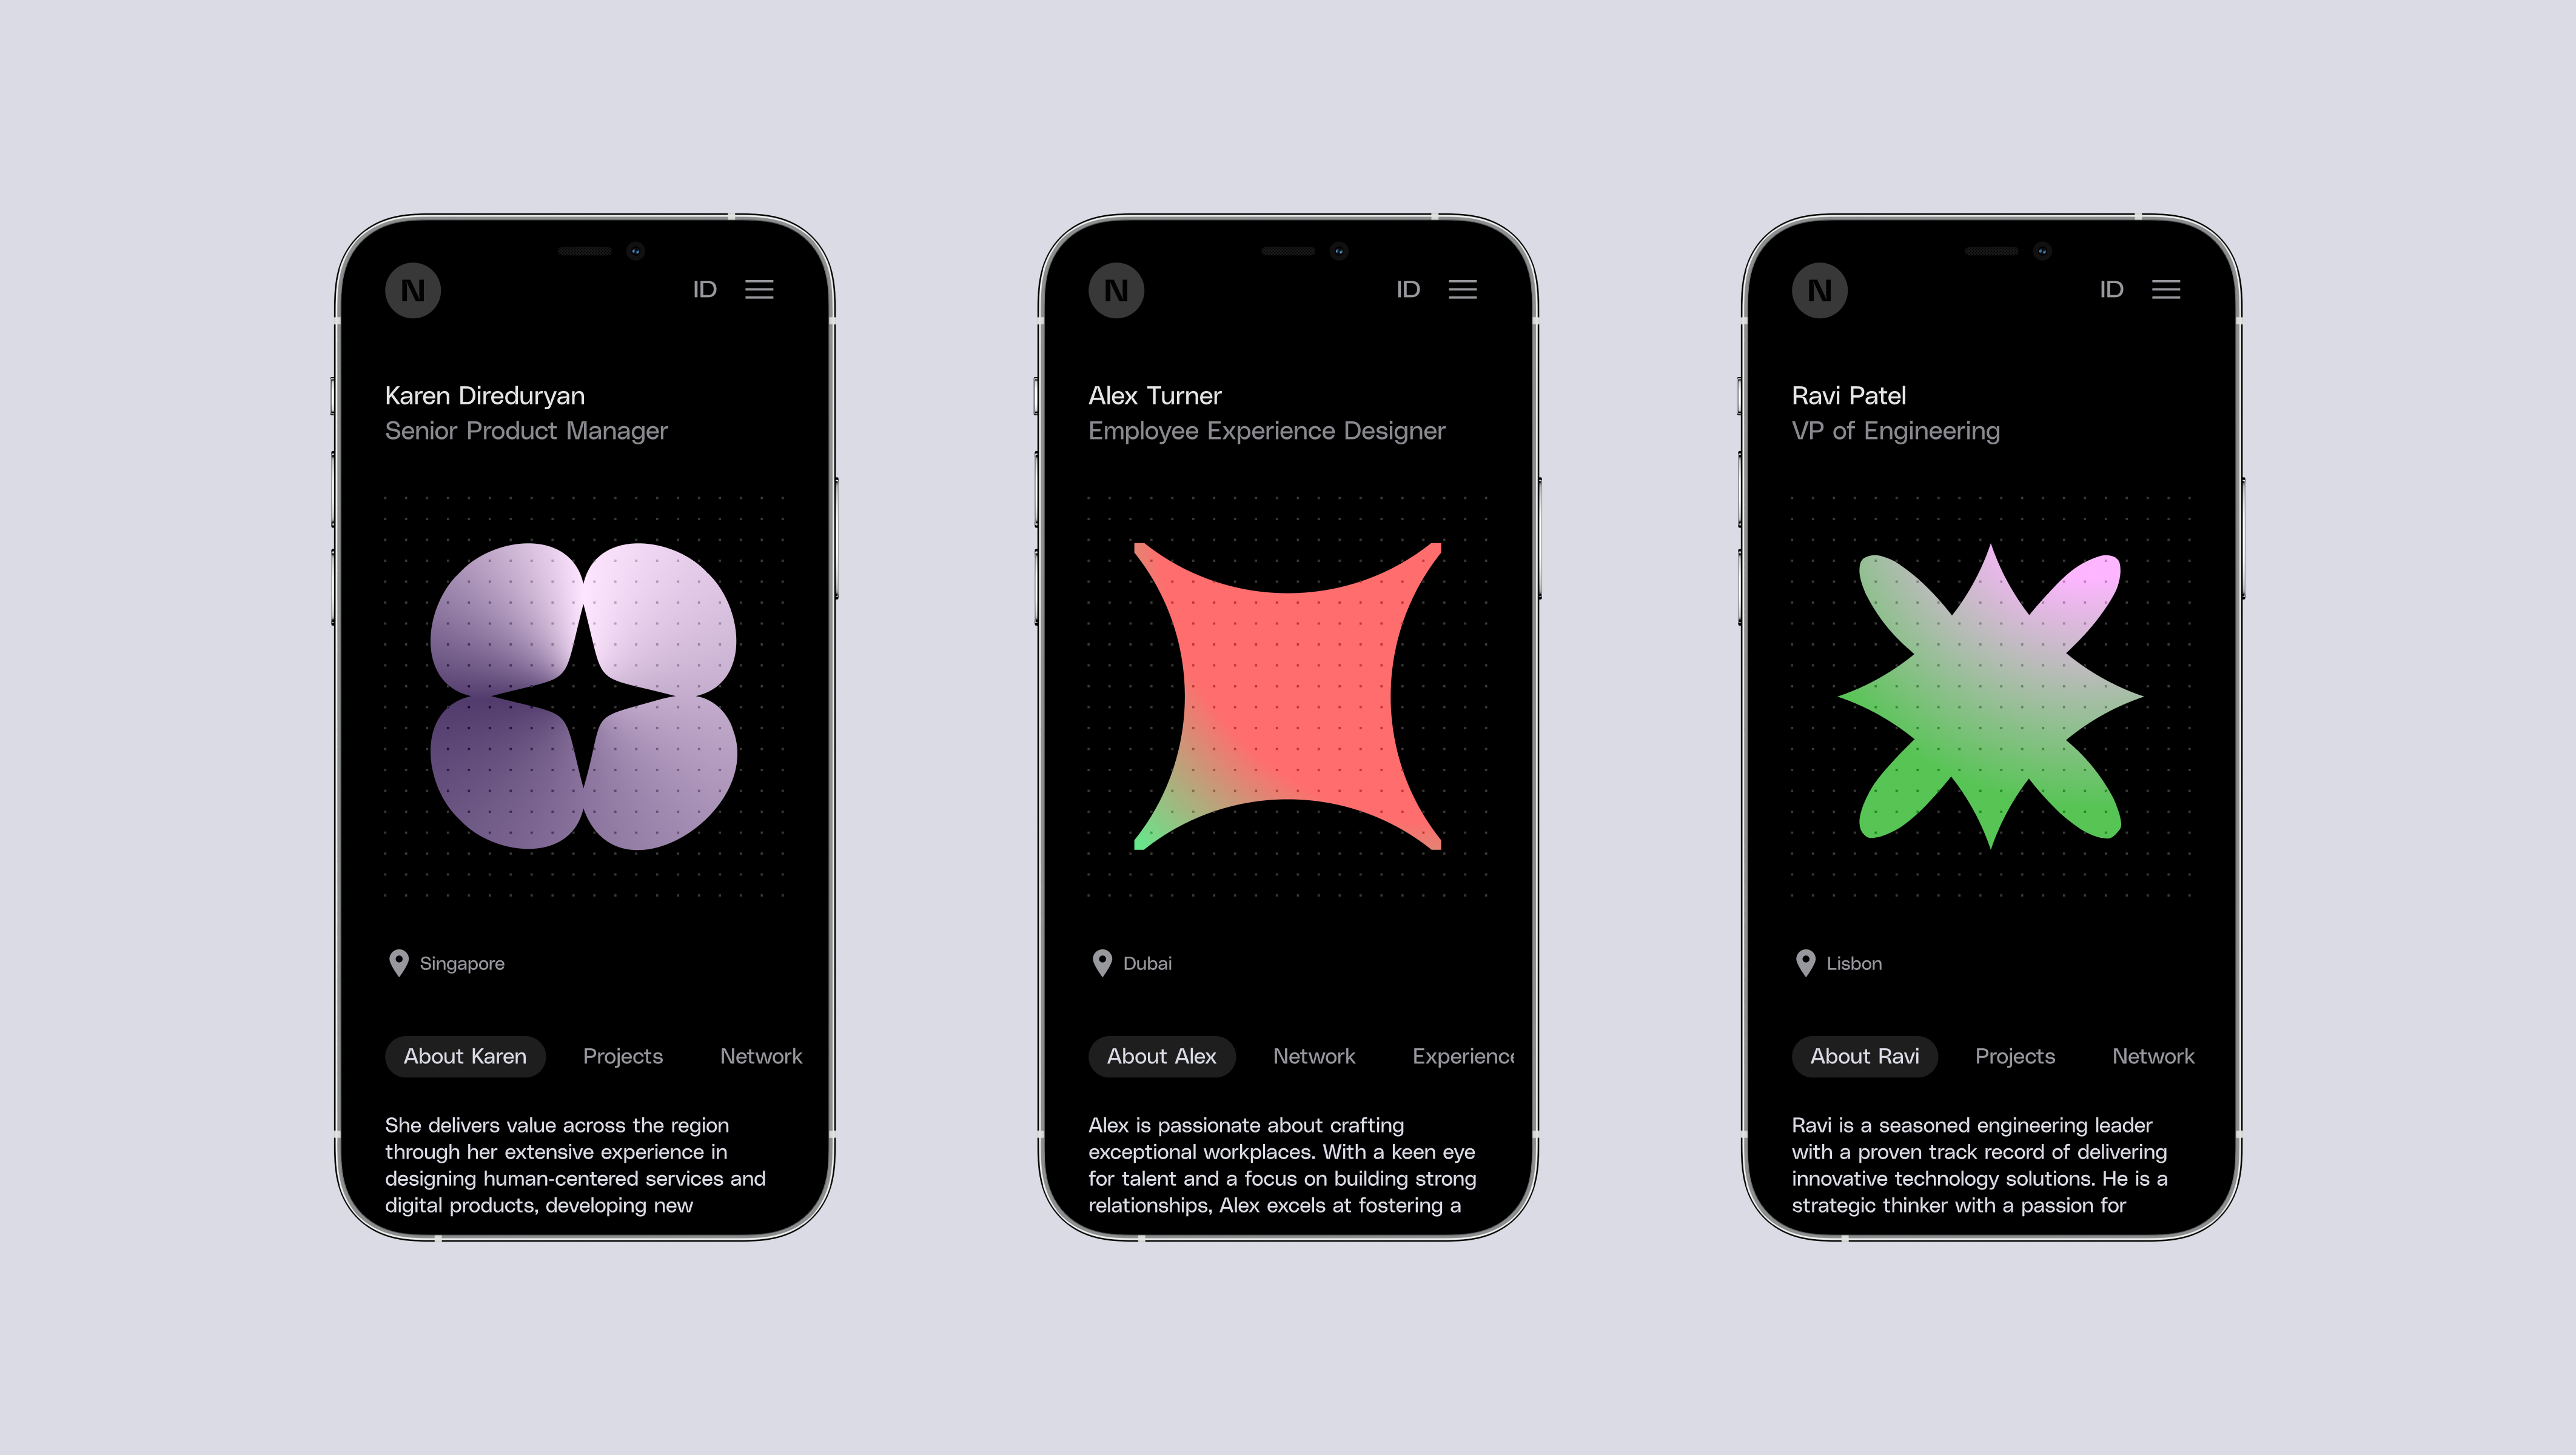 N
ID
Karen Direduryan
Senior Product Manager
Singapore
About Karen Projects Network
She delivers value across the region
through her extensive experience in
designing human-centered services and
digital products, developing new
N
ID
Alex Turner
Employee Experience Designer
Dubai
About Alex Network Experience
Alex is passionate about crafting
exceptional workplaces. With a keen eye
for talent and a focus on building strong
relationships, Alex excels at fostering a
N
ID
Ravi Patel
VP of Engineering
Lisbon
About Ravi Projects Network
Ravi is a seasoned engineering leader
with a proven track record of delivering
innovative technology solutions. He is a
strategic thinker with a passion for